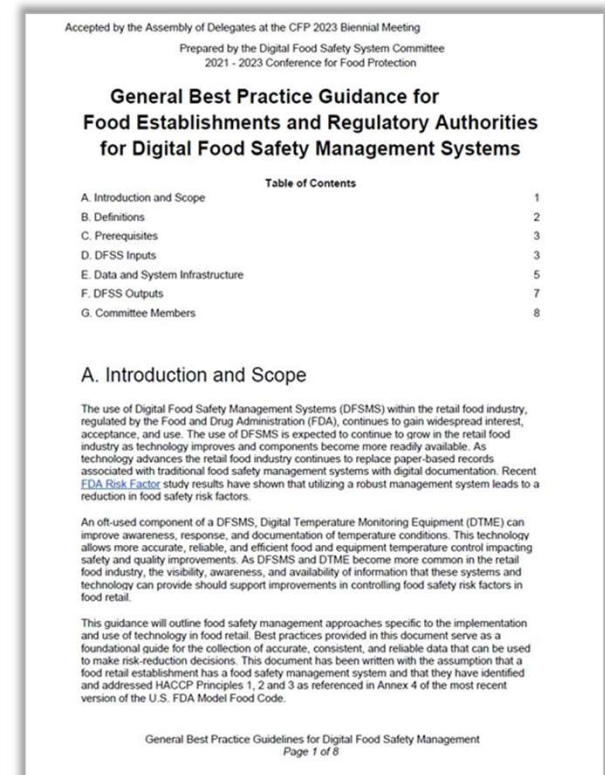 Accepted by the Assembly of Delegates at the CFP 2023 Biennial Meeting
Prepared by the Digital Food Safety System Committee
2021 - 2023 Conference for Food Protection
General Best Practice Guidance for
Food Establishments and Regulatory Authorities
for Digital Food Safety Management Systems
Table of Contents
A. Introduction and Scope 1
B. Definitions 2
C. Prerequisites 3
D. DFSS Inputs 3
E. Data and System Infrastructure 5
F. DFSS Outputs 7
G. Committee Members 8
A. Introduction and Scope
The use of Digital Food Safety Management Systems (DFSMS) within the retail food industry,
regulated by the Food and Drug Administration (FDA), continues to gain widespread interest,
acceptance, and use. The use of DFSMS is expected to continue to grow in the retail food
industry as technology improves and components become more readily available. As
technology advances the retail food industry continues to replace paper-based records
associated with traditional food safety management systems with digital documentation. Recent
FDA Risk Factor study results have shown that utilizing a robust management system leads to a
reduction in food safety risk factors.
An oft-used component of a DFSMS, Digital Temperature Monitoring Equipment (DTME) can
improve awareness, response, and documentation of temperature conditions. This technology
allows more accurate, reliable, and efficient food and equipment temperature control impacting
safety and quality improvements. As DFSMS and DTME become more common in the retail
food industry, the visibility, awareness, and availability of information that these systems and
technology can provide should support improvements in controlling food safety risk factors in
food retail.
This guidance will outline food safety management approaches specific to the implementation
and use of technology in food retail. Best practices provided in this document serve as a
foundational guide for the collection of accurate, consistent, and reliable data that can be used
to make risk-reduction decisions. This document has been written with the assumption that a
food retail establishment has a food safety management system and that they have identified
and addressed HACCP Principles 1, 2 and 3 as referenced in Annex 4 of the most recent
version of the U.S. FDA Model Food Code.
General Best Practice Guidelines for Digital Food Safety Management
Page 1 of 8